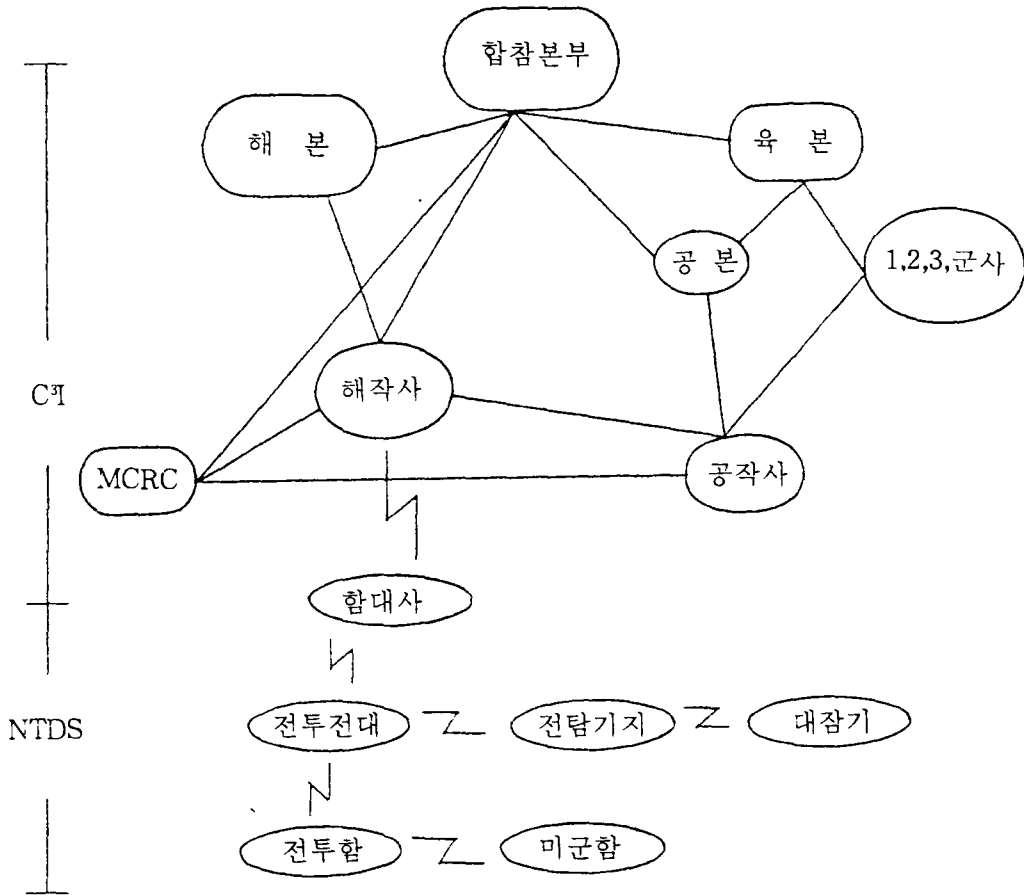 합참본부
해 본
육 본
공 본
1,2,3,군사
해작사
C³I
MCRC
공작사
함대사
NTDS
전투전대
전탐기지
대잠기
전투함
미군함